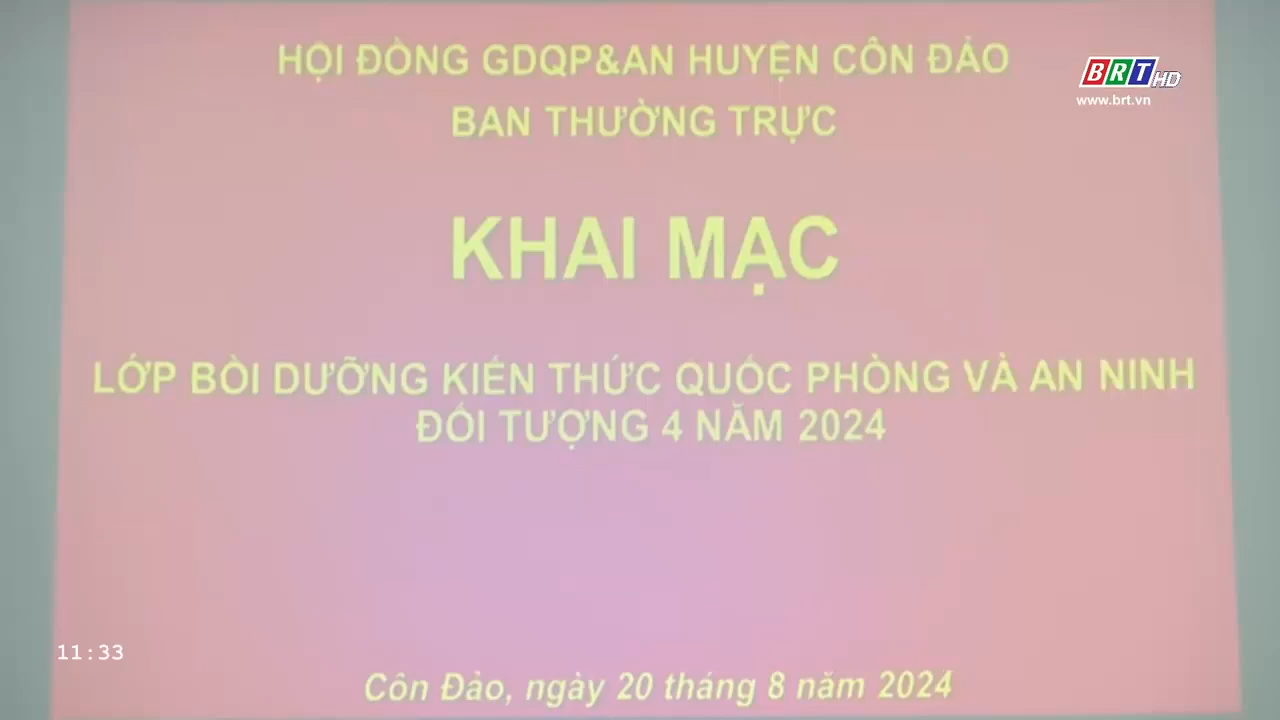 HỘI ĐỒNG GDQP&AN HUYỆN CÔN ĐẢO
BRT HD
www.brt.vn
BAN THƯỜNG TRỰC
KHAI MẠC
LỚP BỒI DƯỠNG KIẾN THỨC QUỐC PHÒNG VÀ AN NINH
ĐỐI TƯỢNG 4 NĂM 2024
11:33
Côn Đảo, ngày 20 tháng 8 năm 2024